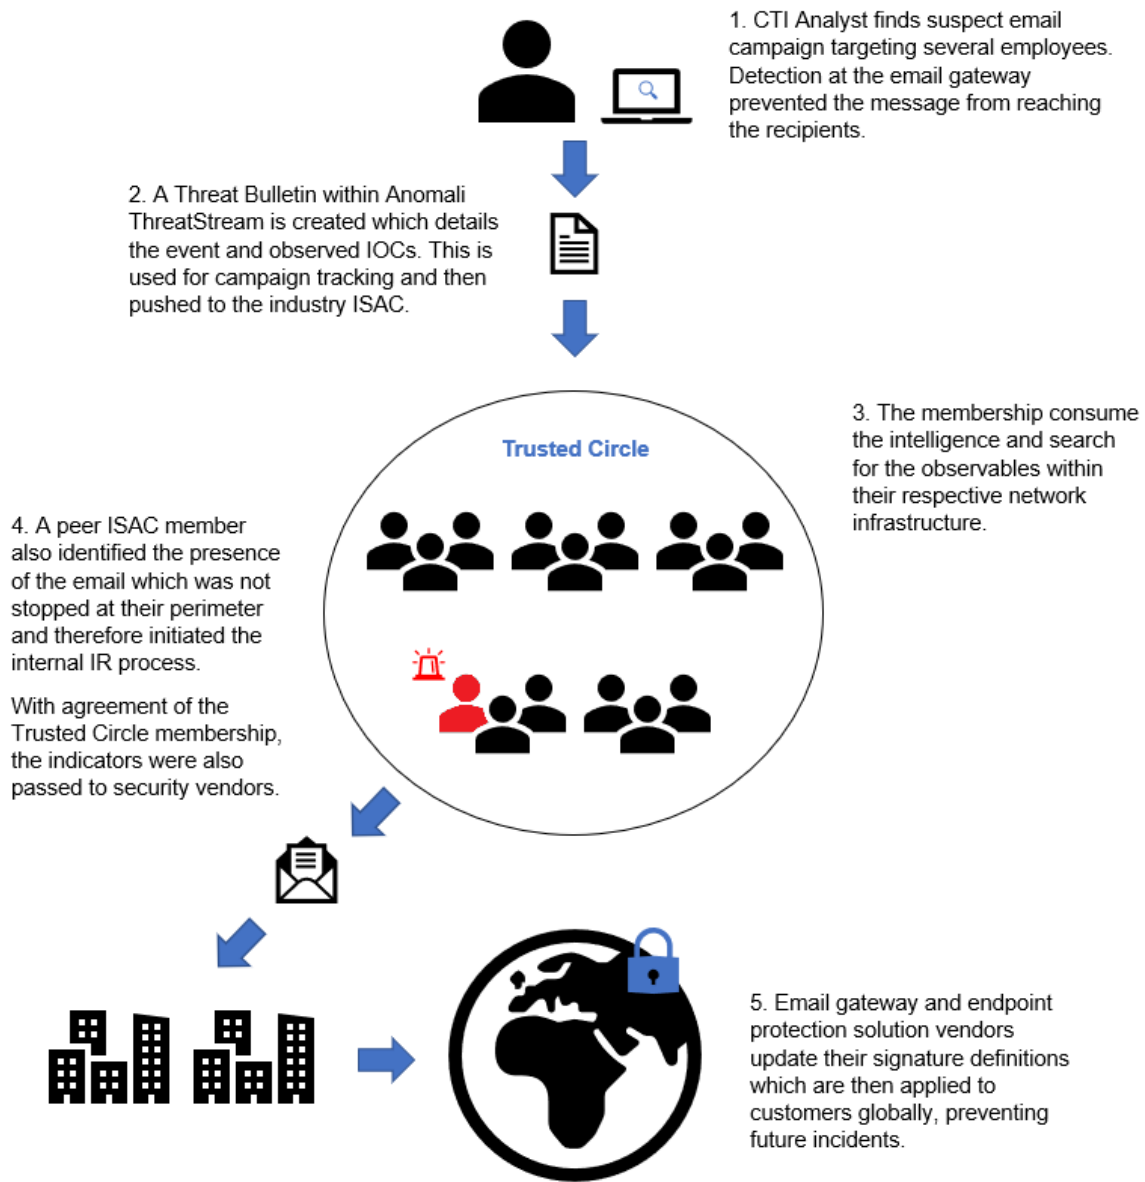 1. CTI Analyst finds suspect email
campaign targeting several employees.
Detection at the email gateway
prevented the message from reaching
the recipients.
2. A Threat Bulletin within Anomali
ThreatStream is created which details
the event and observed IOCs. This is
used for campaign tracking and then
pushed to the industry ISAC.
Trusted Circle
3. The membership consume
the intelligence and search
for the observables within
their respective network
infrastructure.
4. A peer ISAC member
also identified the presence
of the email which was not
stopped at their perimeter
and therefore initiated the
internal IR process.
With agreement of the
Trusted Circle membership,
the indicators were also
passed to security vendors.
5. Email gateway and endpoint
protection solution vendors
update their signature definitions
which are then applied to
customers globally, preventing
future incidents.